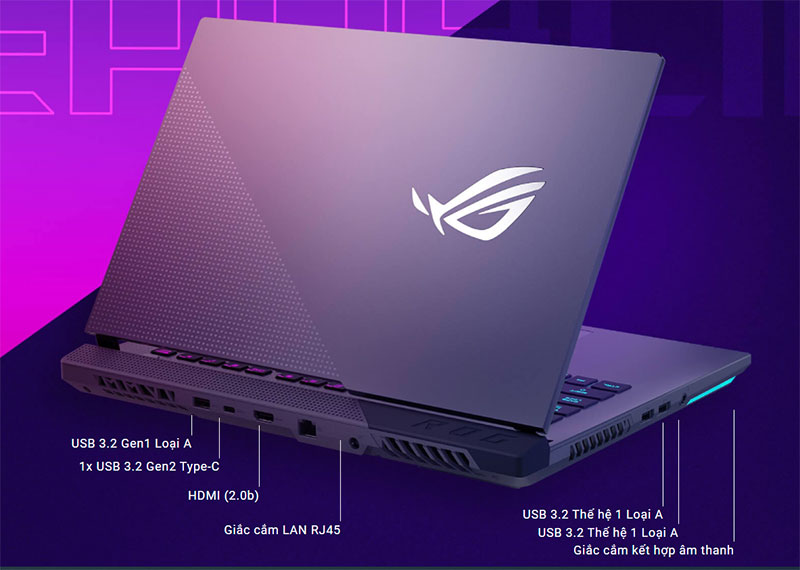 USB 3.2 Gen1 Loại A
1x USB 3.2 Gen2 Type-C
HDMI (2.0b)
Giắc cắm LAN RJ45
ROG
USB 3.2 Thế hệ 1 Loại A
USB 3.2 Thế hệ 1 Loại A
Giắc cắm kết hợp âm thanh